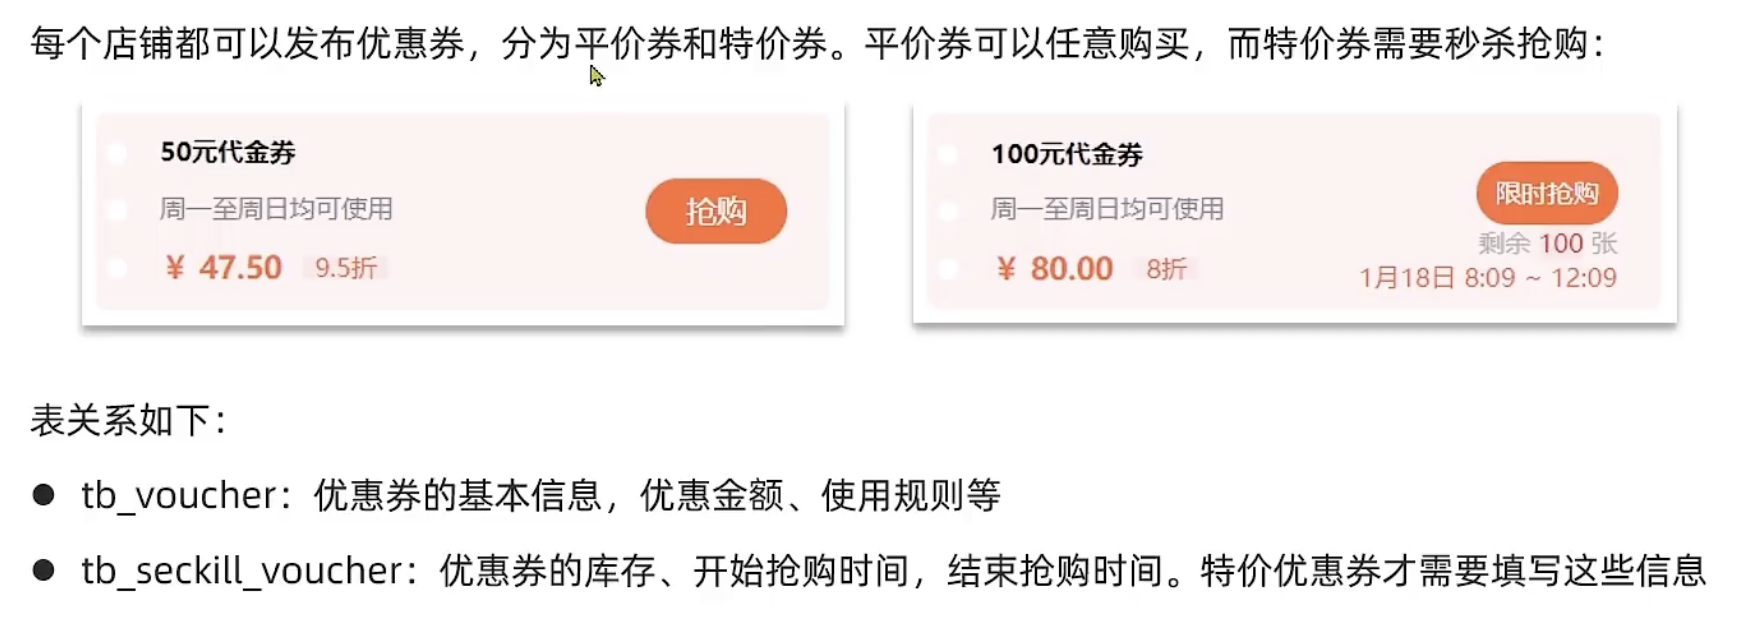 每个店铺都可以发布优惠券，分为平价券和特价券。平价券可以任意购买，而特价券需要秒杀抢购：
50元代金券
周一至周日均可使用
￥ 47.50 9.5折
抢购
100元代金券
周一至周日均可使用
￥ 80.00 8折
限时抢购
剩余 100 张
1月18日 8:09 ~ 12:09
表关系如下：
● tb_voucher：优惠券的基本信息，优惠金额、使用规则等
● tb_seckill_voucher：优惠券的库存、开始抢购时间，结束抢购时间。特价优惠券才需要填写这些信息